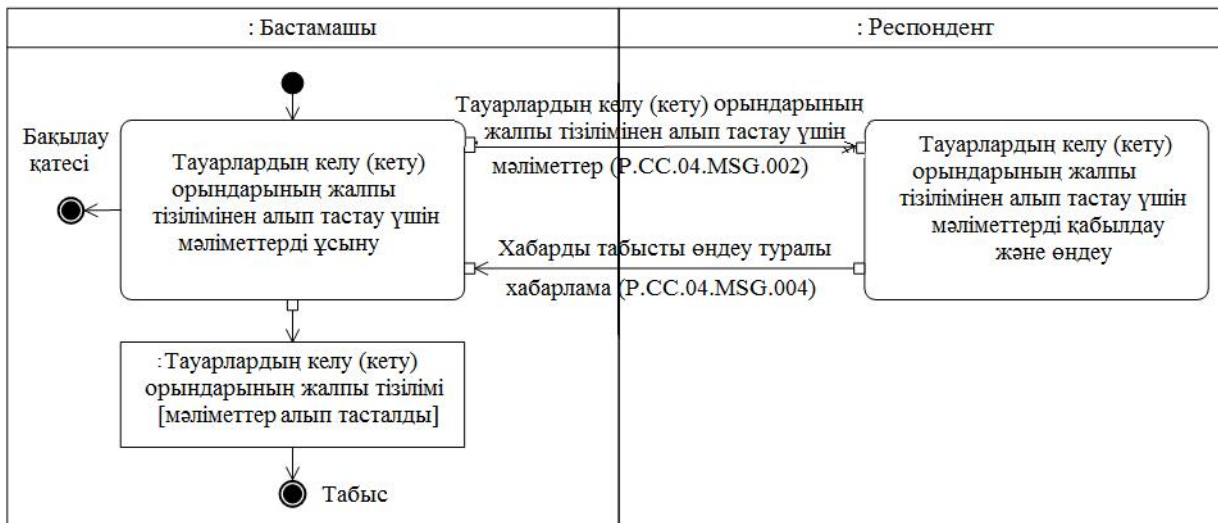 : Бастамашы
: Респондент
Бақылау
қатесі
Тауарлардың келу (кету)
орындарының жалпы
тізілімінен алып тастау үшін
мәліметтерді ұсыну
Тауарлардың келу (кету) орындарының
жалпы тізілімінен алып тастау үшін
мәліметтер (P.CC.04.MSG.002)
Тауарлардың келу (кету)
орындарының жалпы
тізілімінен алып тастау үшін
мәліметтерді қабылдау
және өндеу
Хабарды табысты өндеу туралы
хабарлама (P.CC.04.MSG.004)
:Тауарлардың келу (кету)
орындарының жалпы тізілімі
[мәліметтер алып тасталды]
Табыс